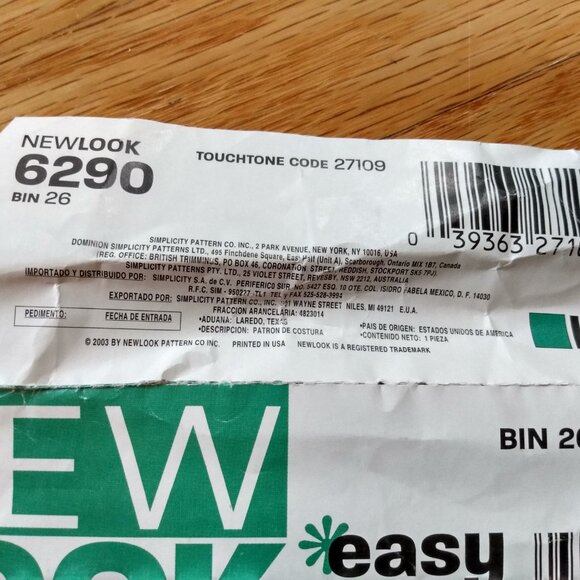 NEWLOOK
6290
BIN 26
TOUCHTONE CODE 27109
0 39363 271
SIMPLICITY PATTERN CO. INC., 2 PARK AVENUE, NEW YORK, NY, 10016, USA
DOMINION SIMPLICITY PATTERNS LTD., 495 Finchdene Square, East (Unit A), Scarborough, Ontario MIX 1B7, Canada
(REG. OFFICE: BRITISH TRIMMINGS, PO BOX 46, CORONATION STREET, REDDISH, STOCKPORT SK5 7PJ)
SIMPLICITY PATTERNS PTY. LTD., 25 VIOLET STREET, REVESBY, NSW 2212, AUSTRALIA
IMPORTADO Y DISTRIBUIDO POR: SIMPLICITY S.A. de C.V. PERIFERICO SUR No. 5427 ESQ. 10 OTE. COL. ISIDRO FABELA MEXICO, D. F. 14030
R.F.C. SIM - 950277 -TL1 TEL y FAX 525-528-3994
EXPORTADO POR: SIMPLICITY PATTERN CO., INC., 901 WAYNE STREET NILES, MI 49121 E.U.A.
PEDIMENTO: FECHA DE ENTRADA
FRACCION ARANCELARIA: 4823014
•ADUANA: LAREDO, TEXAS
•PAIS DE ORIGEN: ESTADOS UNIDOS DE AMERICA
•DESCRIPCION: PATRON DE COSTURA
•CONTENIDO NETO: 1 PIEZA
© 2003 BY NEWLOOK PATTERN CO INC. PRINTED IN USA NEWLOOK IS A REGISTERED TRADEMARK
EW
BIN 26
OOK
*easy